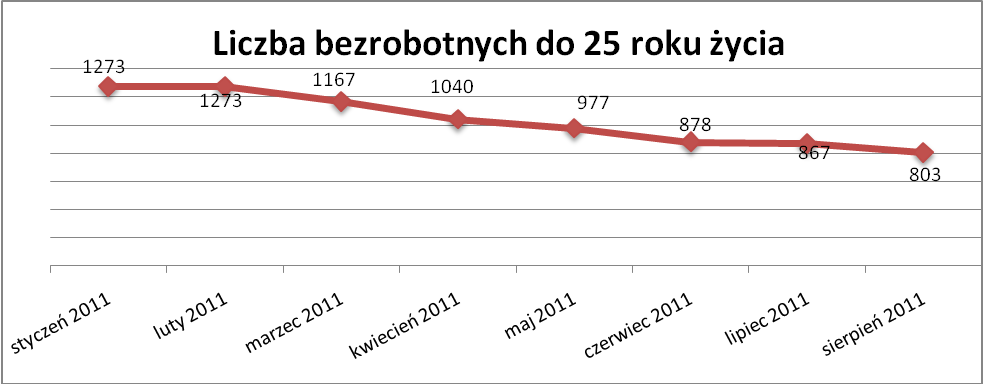 Liczba bezrobotnych do 25 roku życia
1273
1273
1167
1040
977
878
867
803
styczeń 2011
luty 2011
marzec 2011
kwiecień 2011
maj 2011
czerwiec 2011
lipiec 2011
sierpień 2011